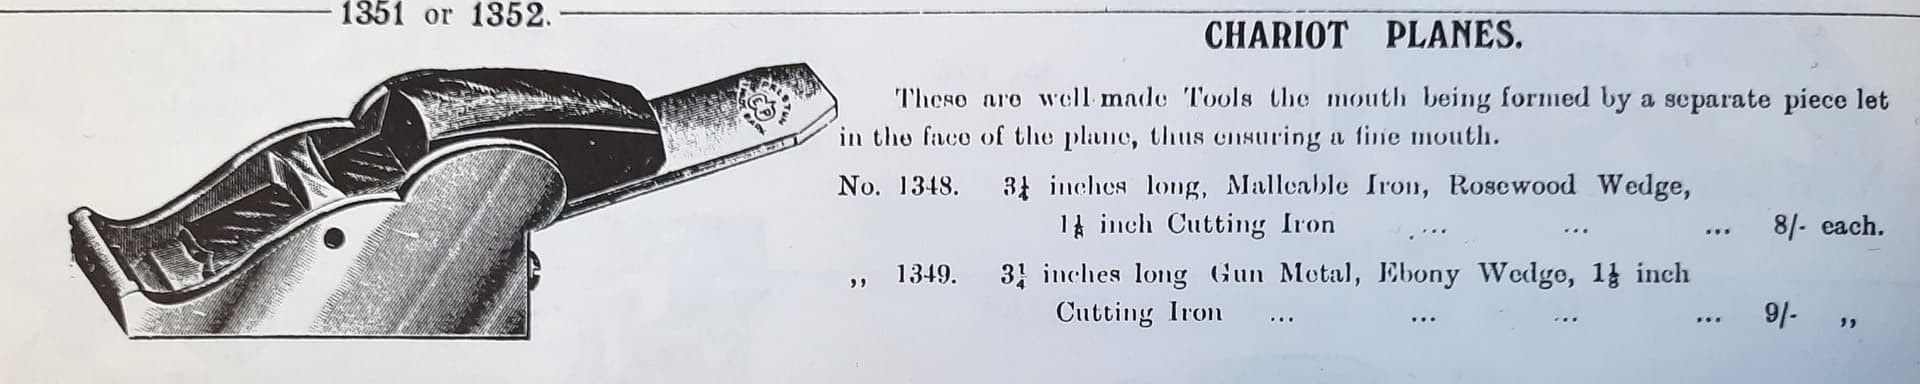 1351 or 1352.
CHARIOT PLANES.
These are well made Tools the mouth being formed by a separate piece let
in the face of the plane, thus ensuring a fine mouth.
No. 1348. 3¼ inches long, Malleable Iron, Rosewood Wedge,
1⅛ inch Cutting Iron ... ... ... 8/- each.
,, 1349. 3¼ inches long Gun Metal, Ebony Wedge, 1⅛ inch
Cutting Iron ... ... ... ... 9/- ,,